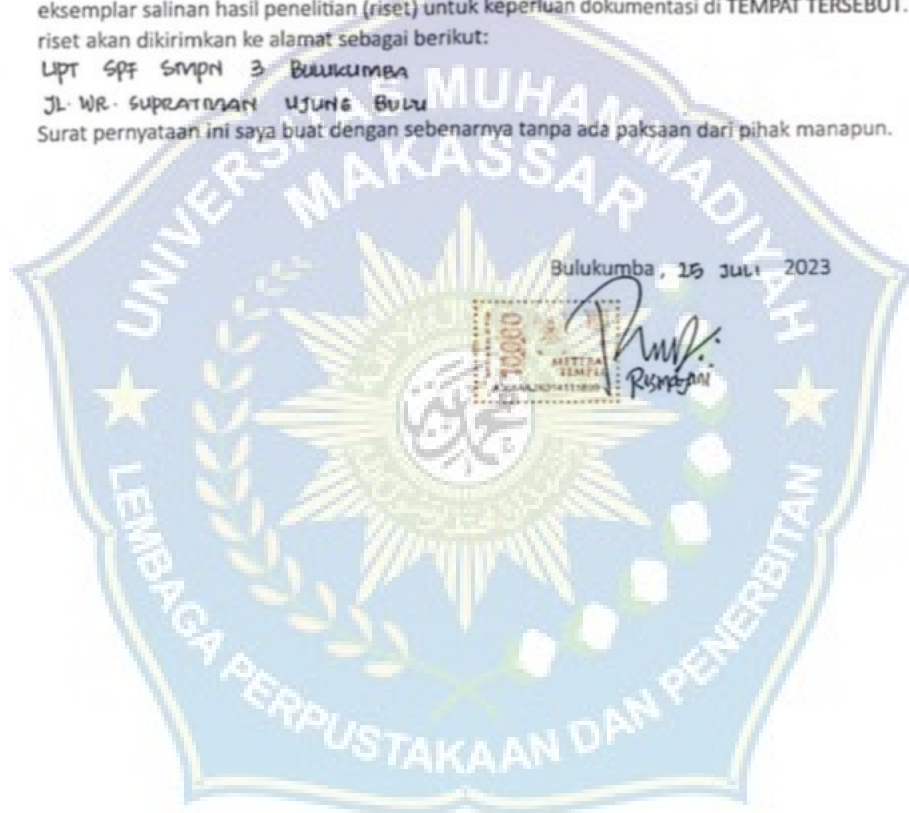 eksemplar salinan hasil penelitian (riset) untuk keperluan dokumentasi di TEMPAT TERSEBUT.
riset akan dikirimkan ke alamat sebagai berikut:
UPT SPF SMPN 3 BULUKUMBA
JL. WR. SUPRATMAN UJUNG BULU
Surat pernyataan ini saya buat dengan sebenarnya tanpa ada paksaan dari pihak manapun.
UNIVERSITAS MUHAMMADIYAH
MAKASSAR
Bulukumba, 25 JULI 2023
10000
METERAI
TEMPEL
LEMBAGA PERPUSTAKAAN DAN PENERBITAN